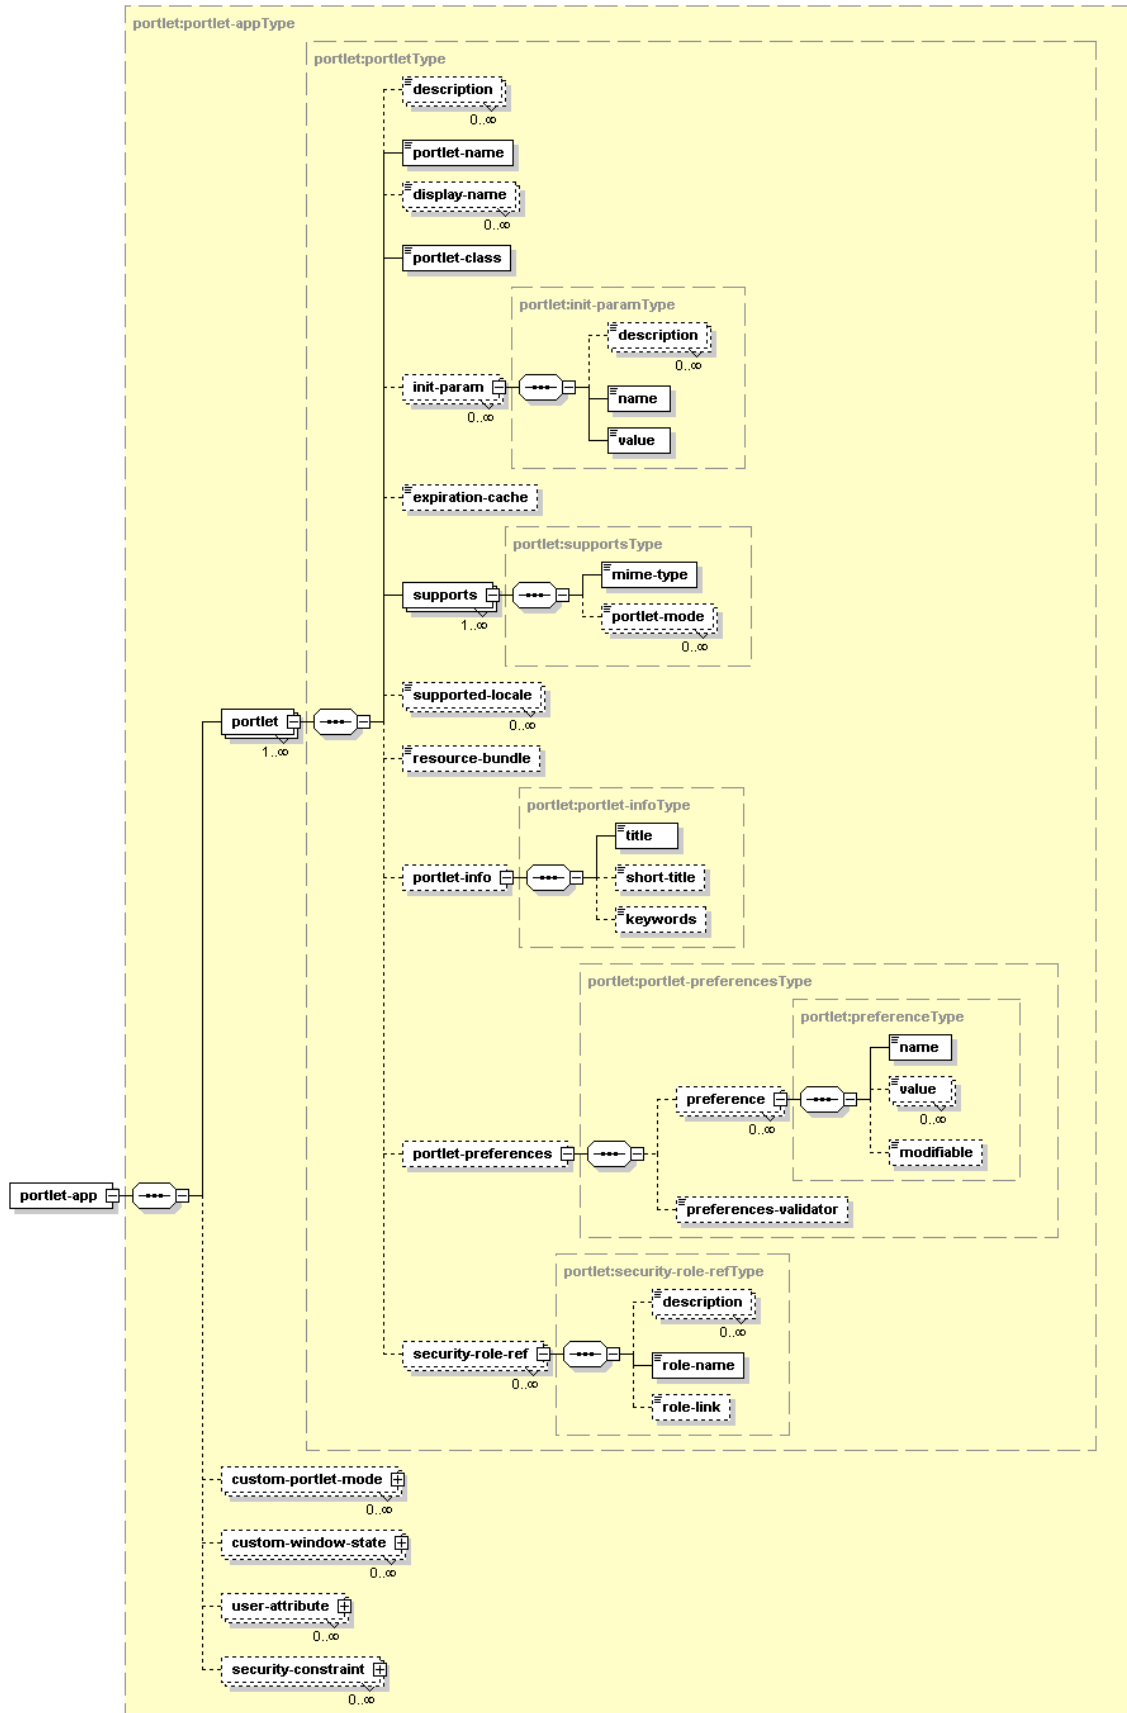 portlet:portlet-appType
portlet:portletType
description
0..∞
portlet-name
display-name
0..∞
portlet-class
portlet:init-paramType
description
0..∞
init-param
0..∞
name
value
expiration-cache
portlet:supportsType
mime-type
supports
1..∞
portlet-mode
0..∞
supported-locale
0..∞
portlet
1..∞
resource-bundle
portlet:portlet-infoType
title
portlet-info
short-title
keywords
portlet:portlet-preferencesType
portlet:preferenceType
name
preference
0..∞
value
0..∞
modifiable
portlet-preferences
portlet-app
preferences-validator
portlet:security-role-refType
description
0..∞
security-role-ref
0..∞
role-name
role-link
custom-portlet-mode
0..∞
custom-window-state
0..∞
user-attribute
0..∞
security-constraint
0..∞